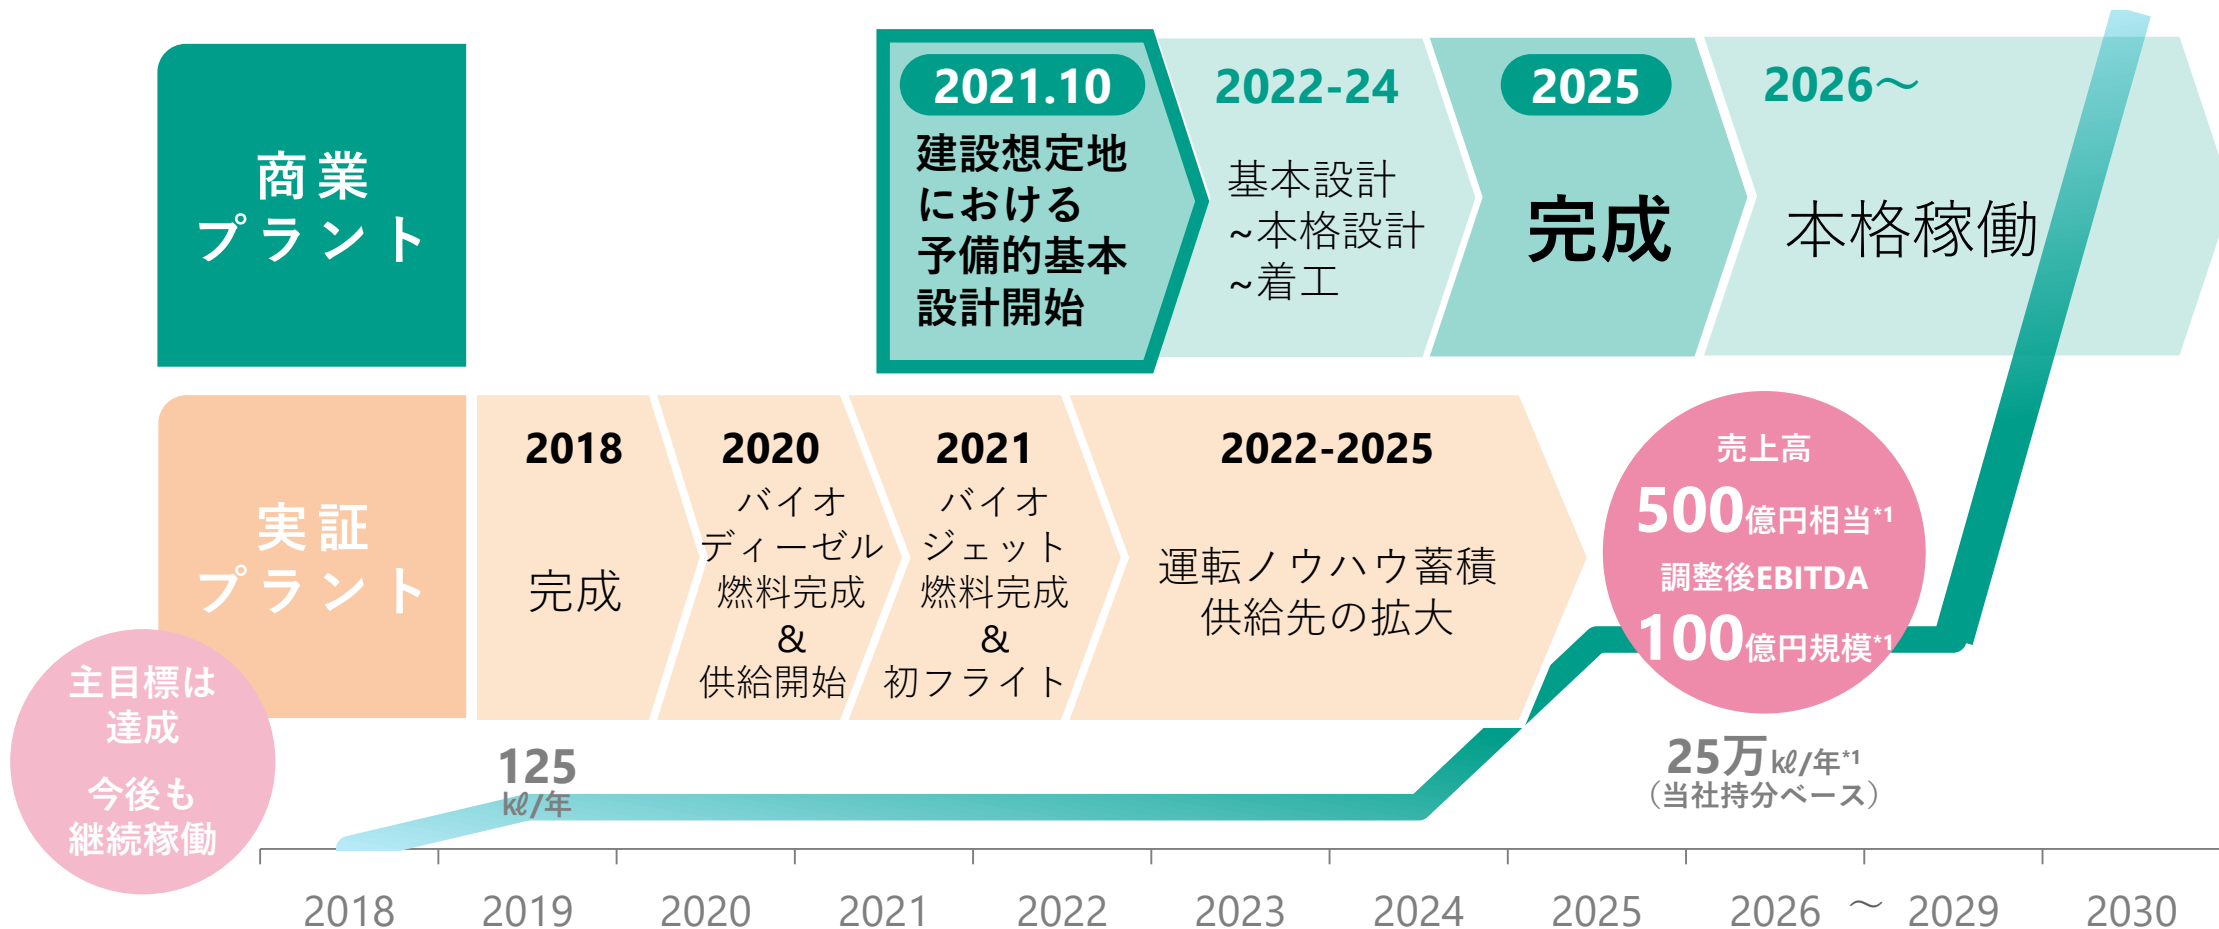 商業
プラント
2021.10
建設想定地
における
予備的基本
設計開始
2022-24
基本設計
~本格設計
~着工
2025
完成
2026～
本格稼働
実証
プラント
主目標は
達成
今後も
継続稼働
2018
完成
2020
バイオ
ディーゼル
燃料完成
&
供給開始
2021
バイオ
ジェット
燃料完成
&
初フライト
2022-2025
運転ノウハウ蓄積
供給先の拡大
売上高
500億円相当*1
調整後EBITDA
100億円規模*1
125
㎘/年
25万㎘/年*1
（当社持分ベース）
2018 2019 2020 2021 2022 2023 2024 2025 2026 ～ 2029 2030